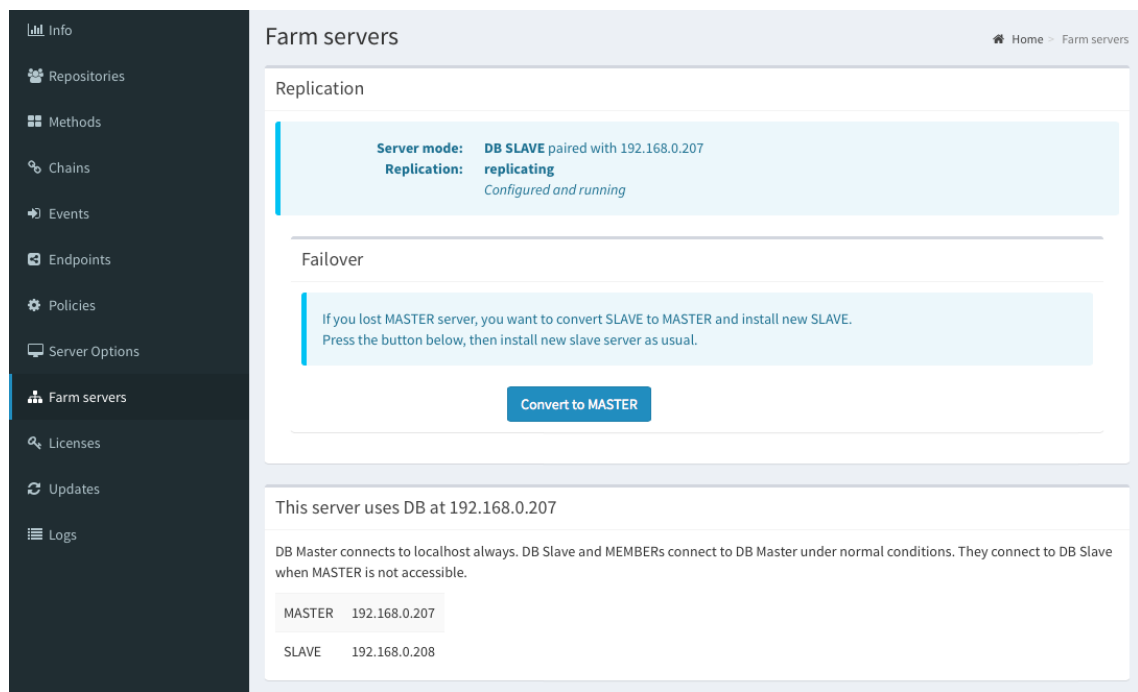 Info
Repositories
Methods
Chains
Events
Endpoints
Policies
Server Options
Farm servers
Licenses
Updates
Logs
Farm servers
Home > Farm servers
Replication
Server mode: DB SLAVE paired with 192.168.0.207
Replication: replicating
Configured and running
Failover
If you lost MASTER server, you want to convert SLAVE to MASTER and install new SLAVE.
Press the button below, then install new slave server as usual.
Convert to MASTER
This server uses DB at 192.168.0.207
DB Master connects to localhost always. DB Slave and MEMBERs connect to DB Master under normal conditions. They connect to DB Slave
when MASTER is not accessible.
MASTER 192.168.0.207
SLAVE 192.168.0.208